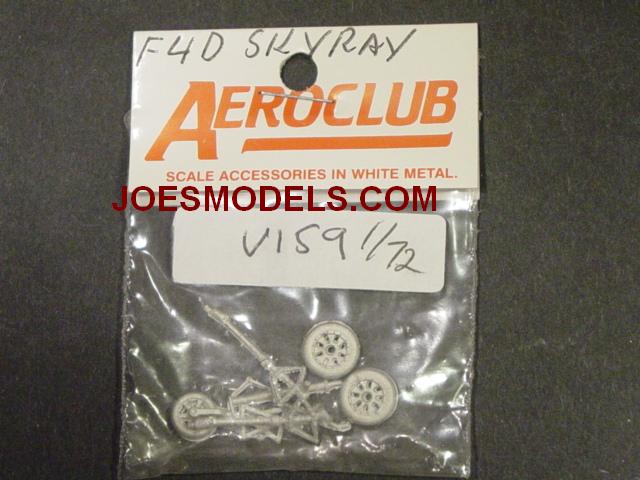 F4D SKYRAY
AEROCLUB
SCALE ACCESSORIES IN WHITE METAL.
JOESMODELS.COM
V159 1/72